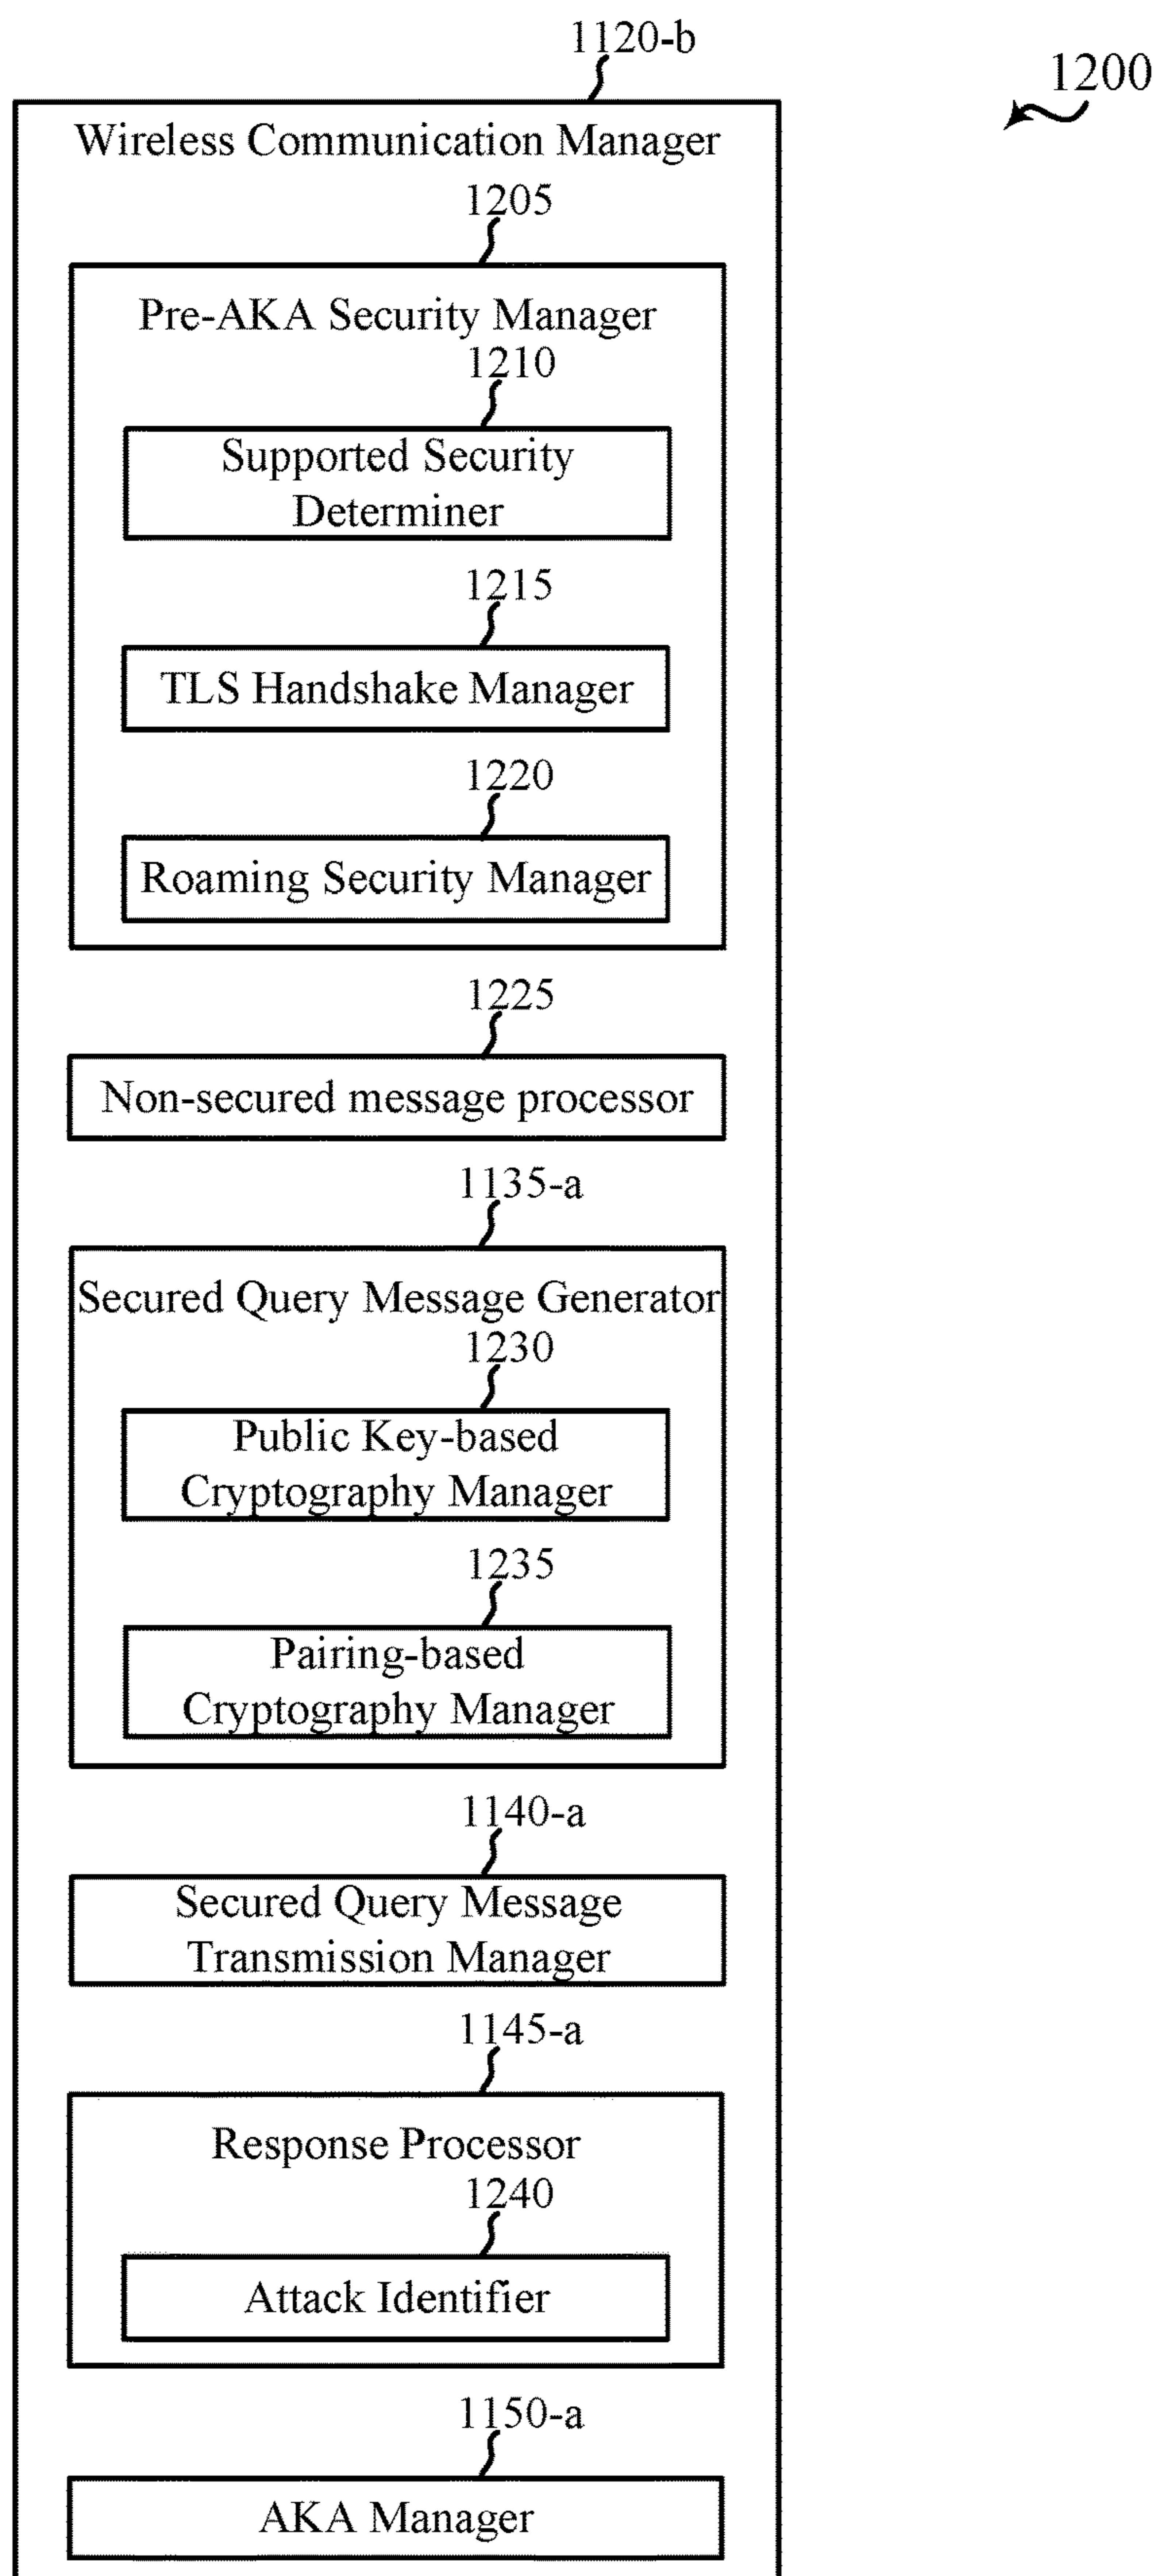 1120-b
1200
Wireless Communication Manager
1205
Pre-AKA Security Manager
1210
Supported Security
Determiner
1215
TLS Handshake Manager
1220
Roaming Security Manager
1225
Non-secured message processor
1135-a
Secured Query Message Generator
1230
Public Key-based
Cryptography Manager
1235
Pairing-based
Cryptography Manager
1140-a
Secured Query Message
Transmission Manager
1145-a
Response Processor
1240
Attack Identifier
1150-a
AKA Manager